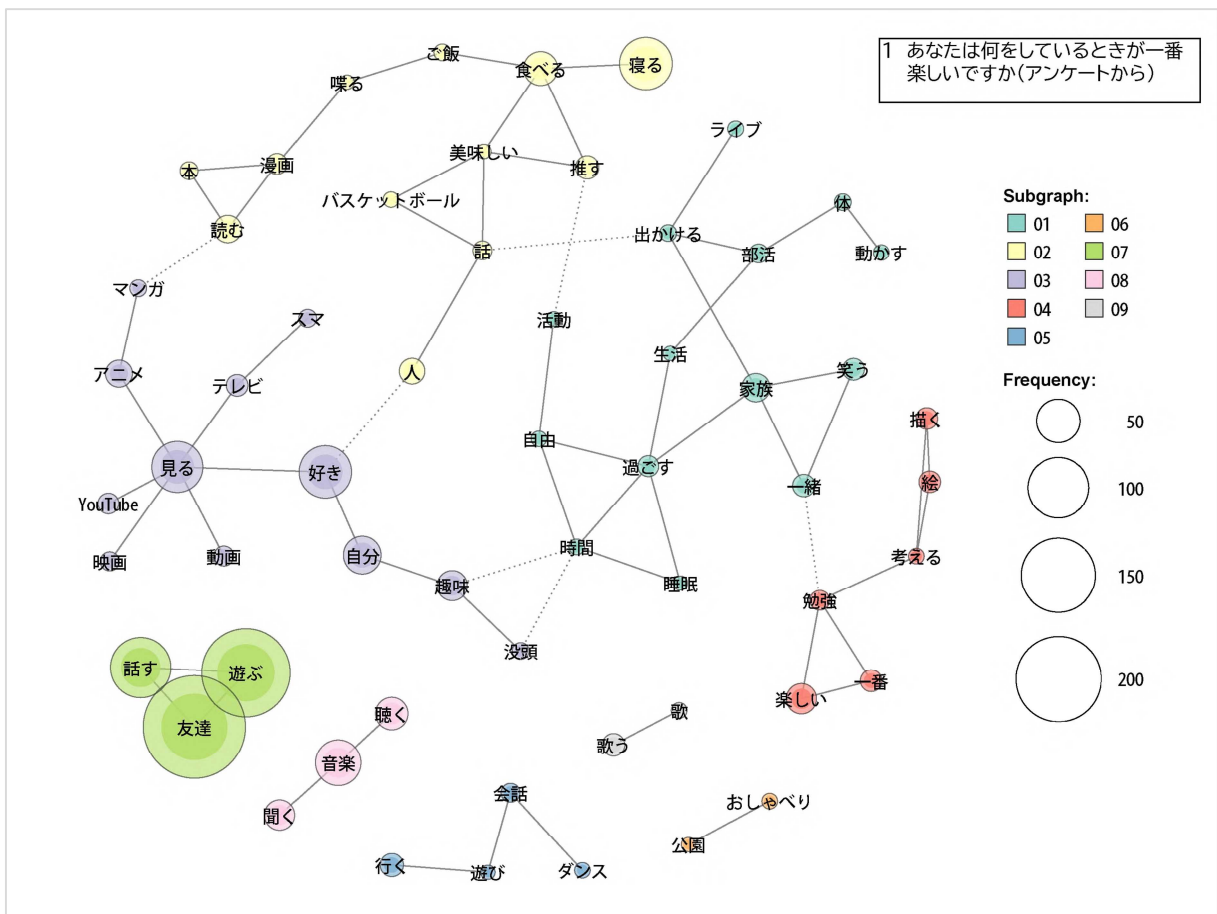 1 あなたは何をしているときが一番
楽しいですか(アンケートから)
ご飯
食べる
寝る
喋る
ライブ
美味しい
漫画
本
推す
バスケットボール
体
読む
出かける
話
部活
動かす
マンガ
スマ
活動
生活
アニメ
テレビ
人
家族
笑う
描く
自由
見る
好き
過ごす
一緒
絵
YouTube
映画
動画
自分
時間
考える
趣味
睡眠
勉強
没頭
話す
遊ぶ
友達
楽しい
一番
聴く
歌
歌う
音楽
聞く
会話
おしゃべり
公園
行く
遊び
ダンス
Subgraph:
01 06
02 07
03 08
04 09
05
Frequency:
50
100
150
200